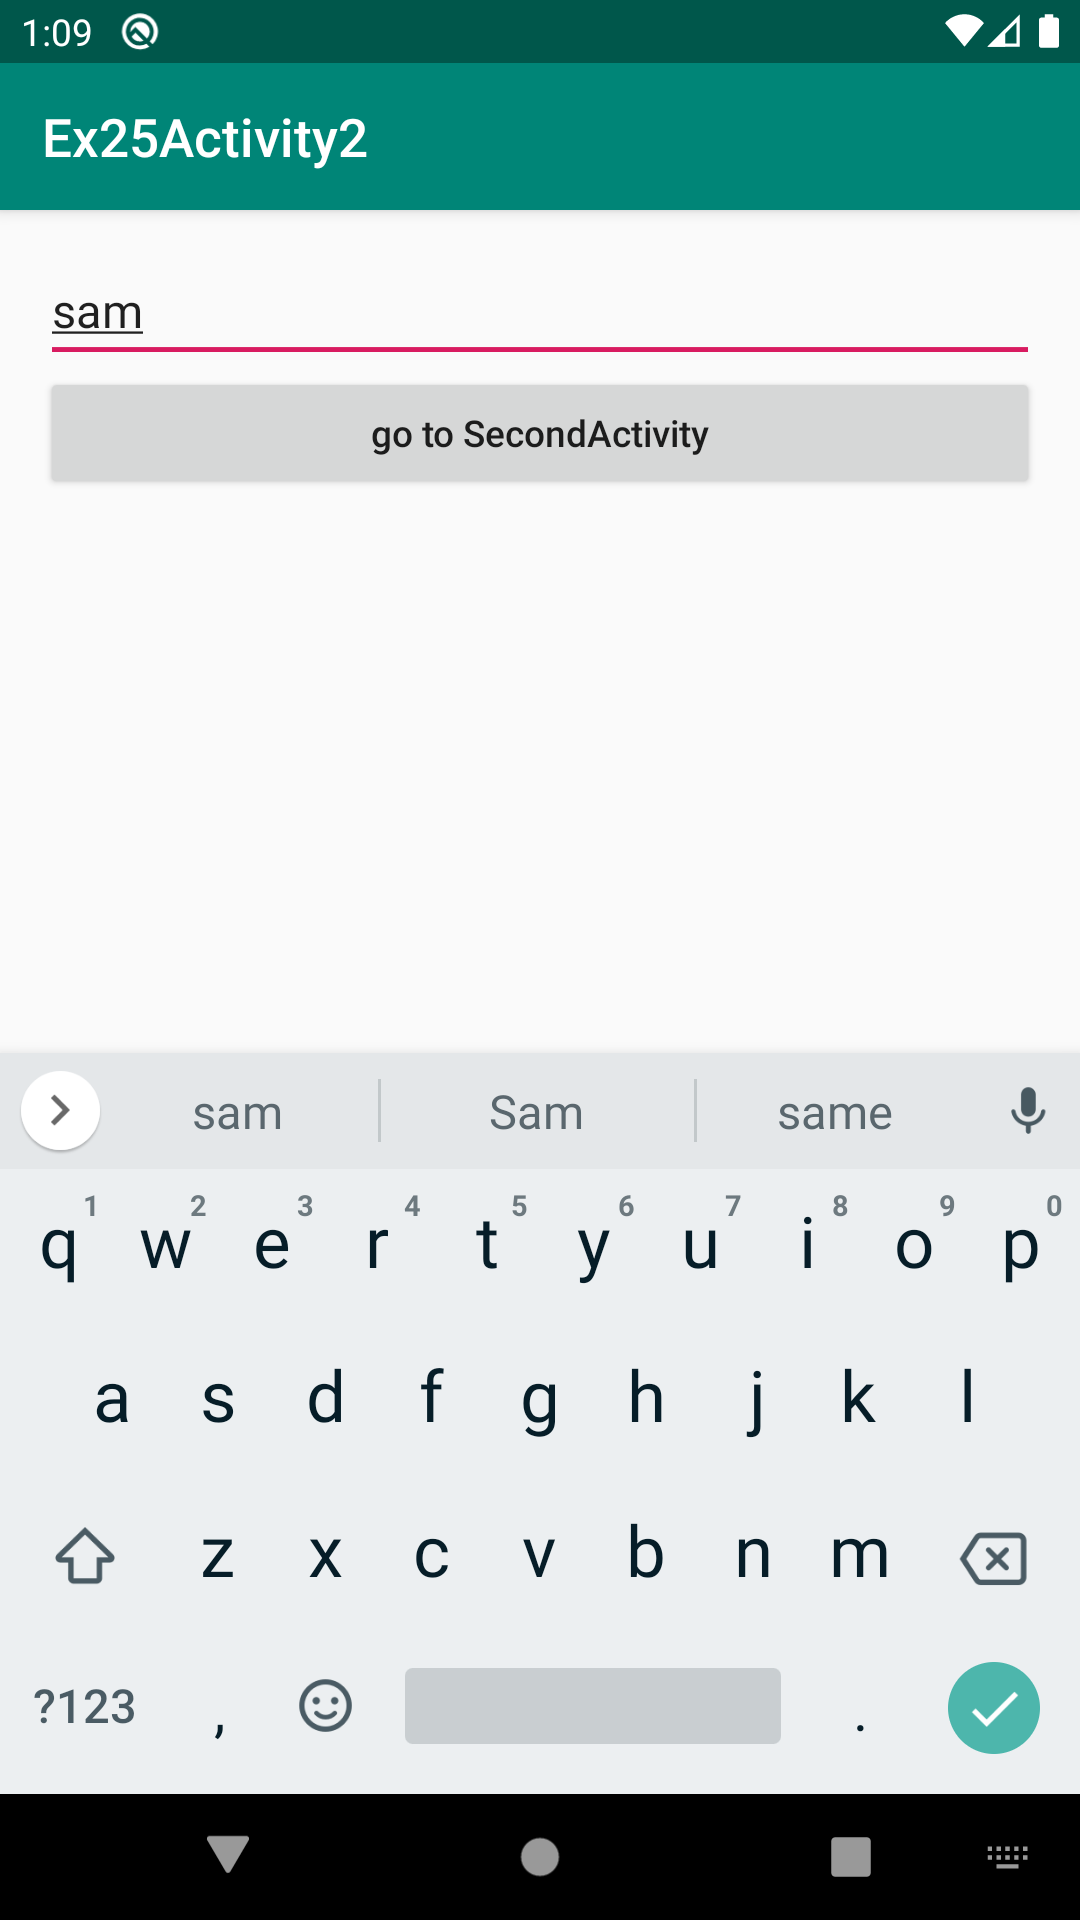 1:09
Ex25Activity2
sam
go to SecondActivity
sam Sam same
1 2 3 4 5 6 7 8 9 0
q w e r t y u i o p
a s d f g h j k l
z x c v b n m
?123 , .